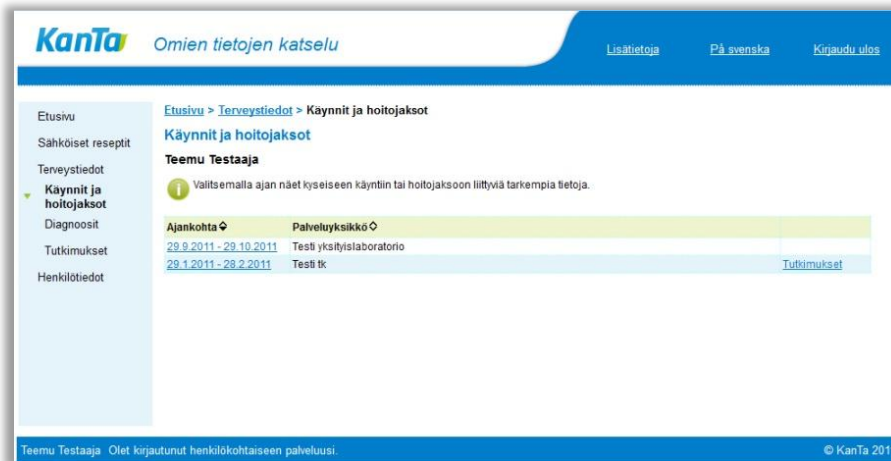 KanTa Omien tietojen katselu Lisätietoja På svenska Kirjaudu ulos
Etusivu
Sähköiset reseptit
Terveystiedot
Käynnit ja
hoitojaksot
Diagnoosit
Tutkimukset
Henkilötiedot
Etusivu > Terveystiedot > Käynnit ja hoitojaksot
Käynnit ja hoitojaksot
Teemu Testaaja
Valitsemalla ajan näet kyseiseen käyntiin tai hoitojaksoon liittyviä tarkempia tietoja.
Ajankohta Palveluyksikkö
29.9.2011 - 29.10.2011 Testi yksityislaboratorio
29.1.2011 - 28.2.2011 Testi tk Tutkimukset
Teemu Testaaja Olet kirjautunut henkilökohtaiseen palveluusi. © KanTa 201